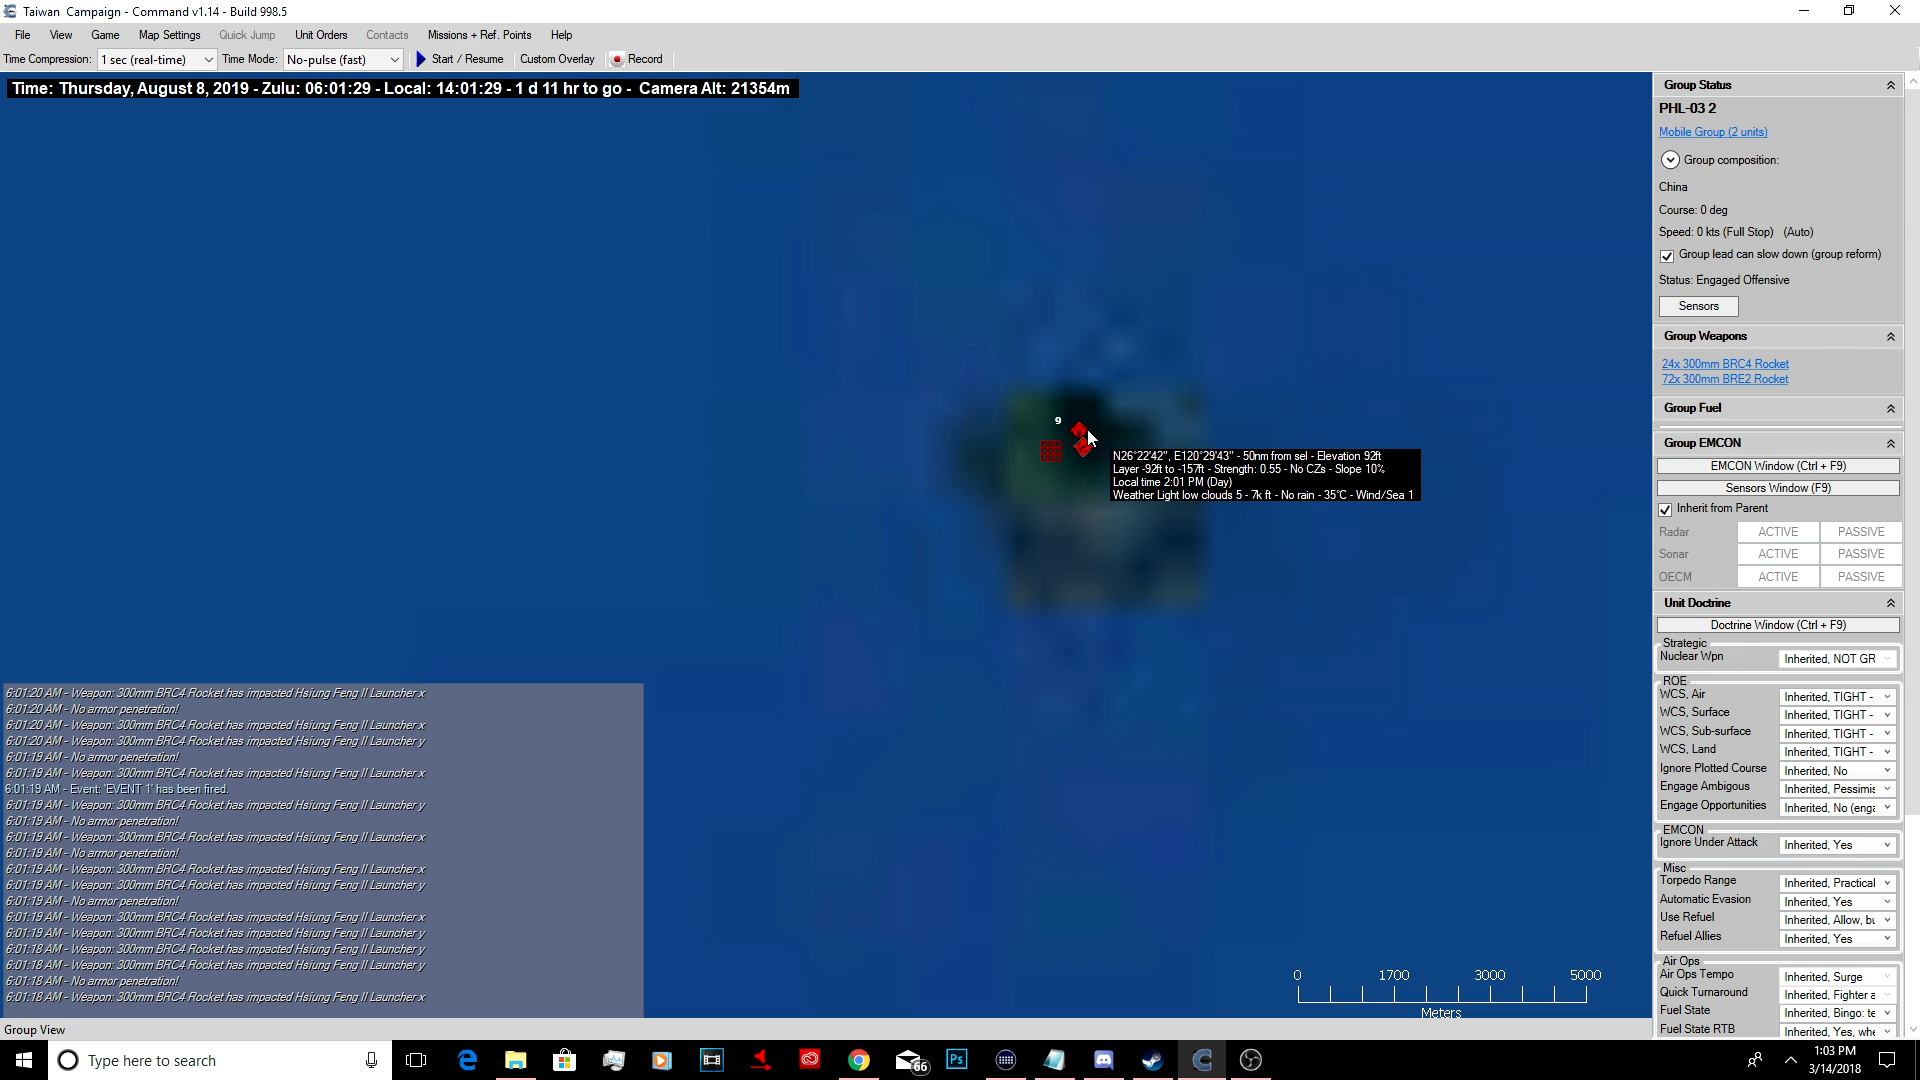 Taiwan Campaign - Command v1.14 - Build 998.5
File View Game Map Settings Quick Jump Unit Orders Contacts Missions + Ref. Points Help
Time Compression: 1 sec (real-time) Time Mode: No-pulse (fast) Start / Resume Custom Overlay Record
Time: Thursday, August 8, 2019 - Zulu: 06:01:29 - Local: 14:01:29 - 1 d 11 hr to go - Camera Alt: 21354m
9
N26°22'42", E120°29'43" - 50nm from sel - Elevation 92ft
Layer -92ft to -157ft - Strength: 0.55 - No CZs - Slope 10%
Local time 2:01 PM (Day)
Weather Light low clouds 5 - 7k ft - No rain - 35°C - Wind/Sea 1
6:01:20 AM - Weapon: 300mm BRC4 Rocket has impacted Hsiung Feng II Launcher x
6:01:20 AM - No armor penetration!
6:01:20 AM - Weapon: 300mm BRC4 Rocket has impacted Hsiung Feng II Launcher x
6:01:20 AM - Weapon: 300mm BRC4 Rocket has impacted Hsiung Feng II Launcher y
6:01:19 AM - No armor penetration!
6:01:19 AM - Weapon: 300mm BRC4 Rocket has impacted Hsiung Feng II Launcher x
6:01:19 AM - Event: 'EVENT 1' has been fired.
6:01:19 AM - Weapon: 300mm BRC4 Rocket has impacted Hsiung Feng II Launcher y
6:01:19 AM - No armor penetration!
6:01:19 AM - Weapon: 300mm BRC4 Rocket has impacted Hsiung Feng II Launcher x
6:01:19 AM - No armor penetration!
6:01:19 AM - Weapon: 300mm BRC4 Rocket has impacted Hsiung Feng II Launcher x
6:01:19 AM - Weapon: 300mm BRC4 Rocket has impacted Hsiung Feng II Launcher y
6:01:19 AM - No armor penetration!
6:01:19 AM - Weapon: 300mm BRC4 Rocket has impacted Hsiung Feng II Launcher x
6:01:19 AM - Weapon: 300mm BRC4 Rocket has impacted Hsiung Feng II Launcher y
6:01:18 AM - Weapon: 300mm BRC4 Rocket has impacted Hsiung Feng II Launcher y
6:01:18 AM - Weapon: 300mm BRC4 Rocket has impacted Hsiung Feng II Launcher y
6:01:18 AM - No armor penetration!
6:01:18 AM - Weapon: 300mm BRC4 Rocket has impacted Hsiung Feng II Launcher x
0 1700 3000 5000
Meters
Group Status
PHL-03 2
Mobile Group (2 units)
Group composition:
China
Course: 0 deg
Speed: 0 kts (Full Stop) (Auto)
Group lead can slow down (group reform)
Status: Engaged Offensive
Sensors
Group Weapons
24x 300mm BRC4 Rocket
72x 300mm BRE2 Rocket
Group Fuel
Group EMCON
EMCON Window (Ctrl + F9)
Sensors Window (F9)
Inherit from Parent
Radar ACTIVE PASSIVE
Sonar ACTIVE PASSIVE
OECM ACTIVE PASSIVE
Unit Doctrine
Doctrine Window (Ctrl + F9)
Strategic
Nuclear Wpn Inherited, NOT GR
ROE
WCS, Air Inherited, TIGHT -
WCS, Surface Inherited, TIGHT -
WCS, Sub-surface Inherited, TIGHT -
WCS, Land Inherited, TIGHT -
Ignore Plotted Course Inherited, No
Engage Ambigous Inherited, Pessimis
Engage Opportunities Inherited, No (enga
EMCON
Ignore Under Attack Inherited, Yes
Misc
Torpedo Range Inherited, Practical
Automatic Evasion Inherited, Yes
Use Refuel Inherited, Allow, bu
Refuel Allies Inherited, Yes
Air Ops
Air Ops Tempo Inherited, Surge
Quick Turnaround Inherited, Fighter a
Fuel State Inherited, Bingo: te
Fuel State RTB Inherited, Yes, whe
Group View
Type here to search 66 Ps 1:03 PM
3/14/2018